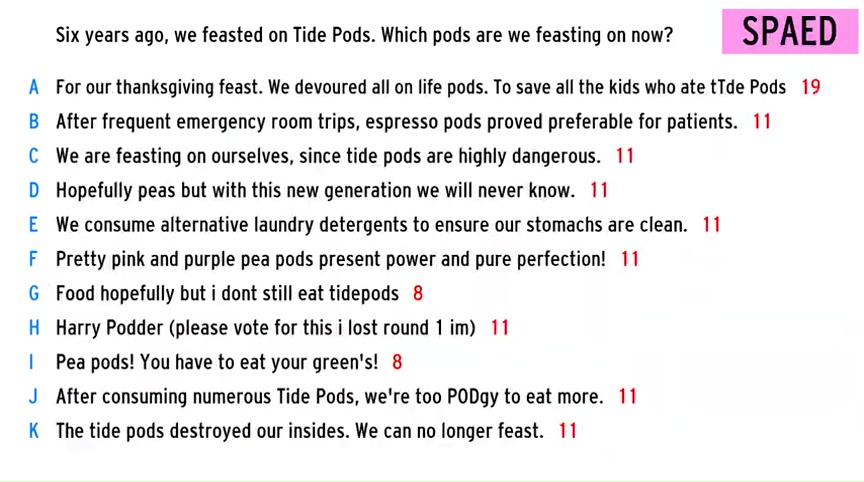 Six years ago, we feasted on Tide Pods. Which pods are we feasting on now?
SPAED
A For our thanksgiving feast. We devoured all on life pods. To save all the kids who ate tTde Pods 19
B After frequent emergency room trips, espresso pods proved preferable for patients. 11
C We are feasting on ourselves, since tide pods are highly dangerous. 11
D Hopefully peas but with this new generation we will never know. 11
E We consume alternative laundry detergents to ensure our stomachs are clean. 11
F Pretty pink and purple pea pods present power and pure perfection! 11
G Food hopefully but i dont still eat tidepods 8
H Harry Podder (please vote for this i lost round 1 im) 11
I Pea pods! You have to eat your green's! 8
J After consuming numerous Tide Pods, we're too PODgy to eat more. 11
K The tide pods destroyed our insides. We can no longer feast. 11